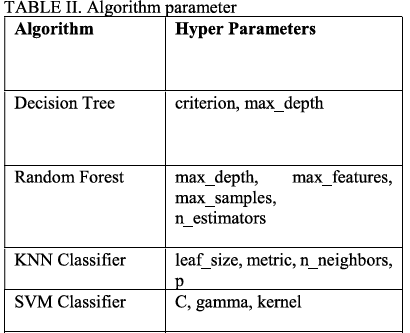 TABLE II. Algorithm parameter
Algorithm Hyper Parameters
Decision Tree criterion, max_depth
Random Forest max_depth, max_features,
max_samples,
n_estimators
KNN Classifier leaf_size, metric, n_neighbors,
p
SVM Classifier C, gamma, kernel